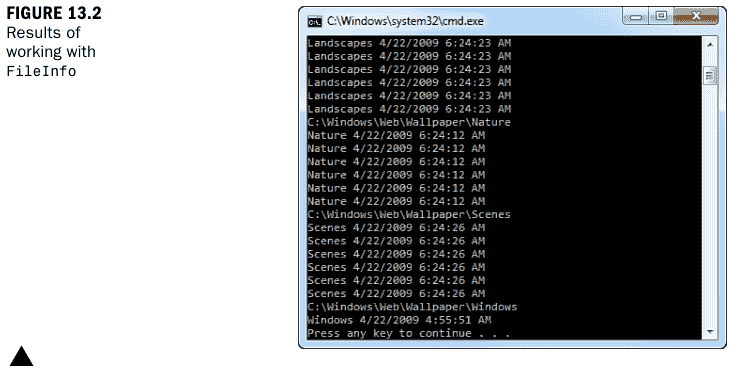 FIGURE 13.2
Results of
working with
FileInfo
C:\Windows\system32\cmd.exe
Landscapes 4/22/2009 6:24:23 AM
Landscapes 4/22/2009 6:24:23 AM
Landscapes 4/22/2009 6:24:23 AM
Landscapes 4/22/2009 6:24:23 AM
Landscapes 4/22/2009 6:24:23 AM
Landscapes 4/22/2009 6:24:23 AM
C:\Windows\Web\Wallpaper\Nature
Nature 4/22/2009 6:24:12 AM
Nature 4/22/2009 6:24:12 AM
Nature 4/22/2009 6:24:12 AM
Nature 4/22/2009 6:24:12 AM
Nature 4/22/2009 6:24:12 AM
Nature 4/22/2009 6:24:12 AM
C:\Windows\Web\Wallpaper\Scenes
Scenes 4/22/2009 6:24:26 AM
Scenes 4/22/2009 6:24:26 AM
Scenes 4/22/2009 6:24:26 AM
Scenes 4/22/2009 6:24:26 AM
Scenes 4/22/2009 6:24:26 AM
Scenes 4/22/2009 6:24:26 AM
C:\Windows\Web\Wallpaper\Windows
Windows 4/22/2009 4:55:51 AM
Press any key to continue . . .